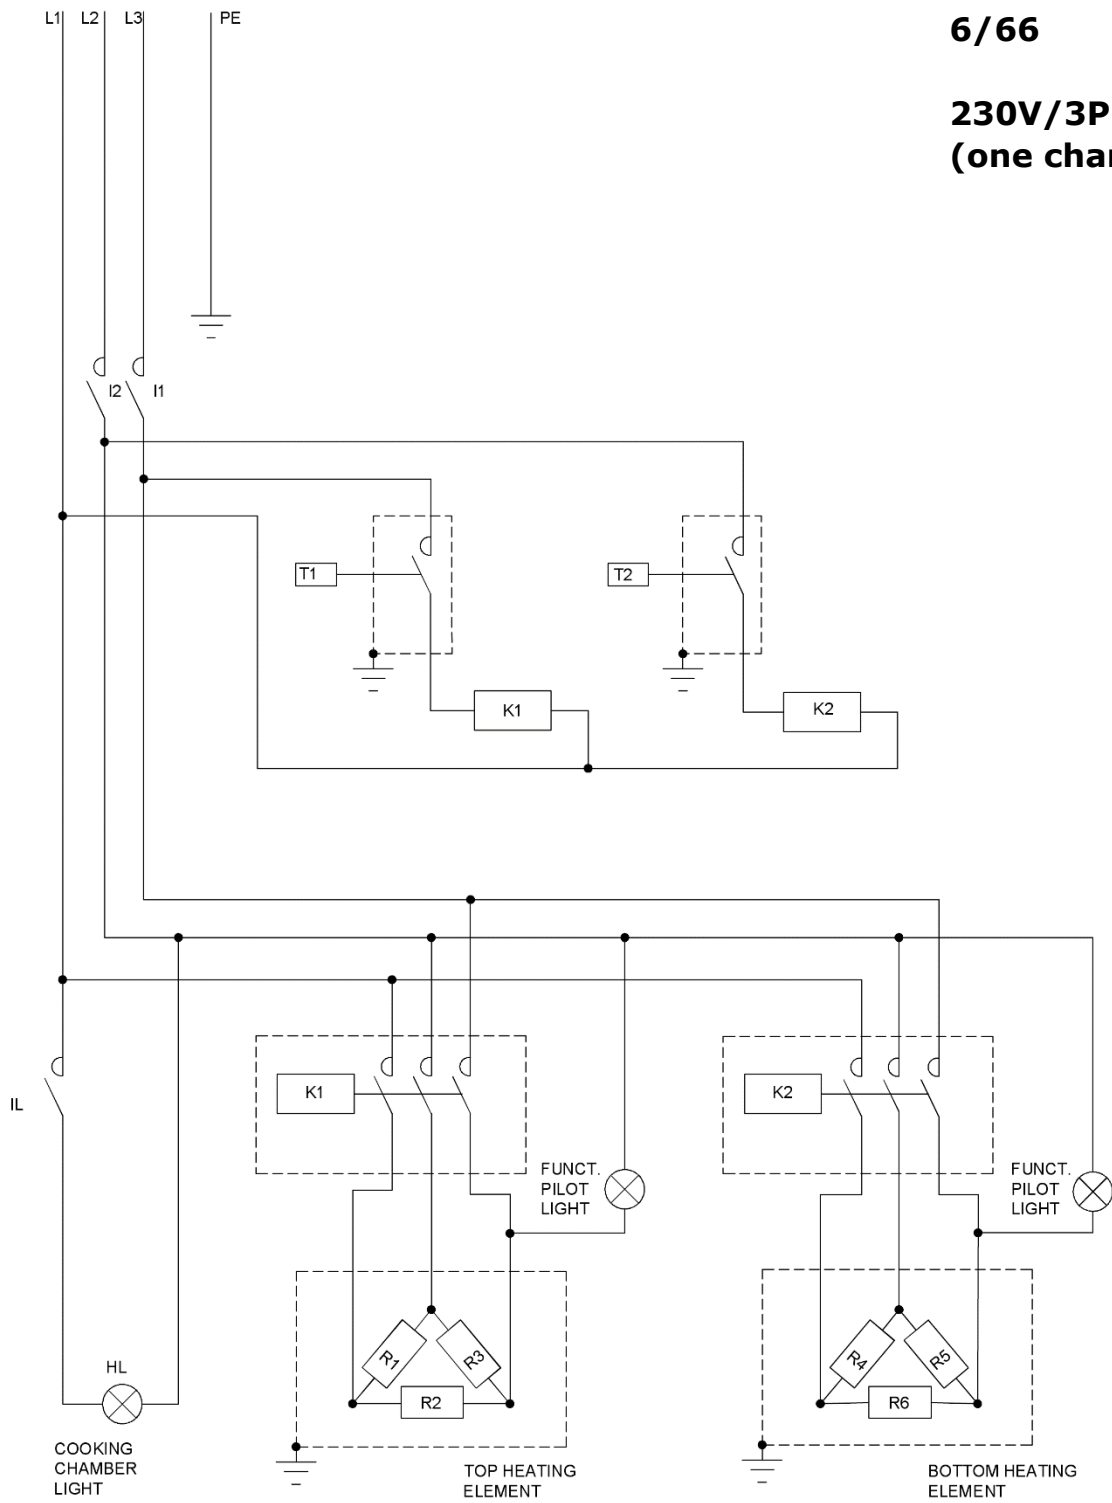 L1 L2 L3 PE
6/66
230V/3P
(one char
I2 I1
T1 T2
K1 K2
IL
K1 K2
FUNCT.
PILOT
LIGHT
FUNCT.
PILOT
LIGHT
R1 R3 R4 R5
R2 R6
HL
COOKING
CHAMBER
LIGHT
TOP HEATING
ELEMENT
BOTTOM HEATING
ELEMENT